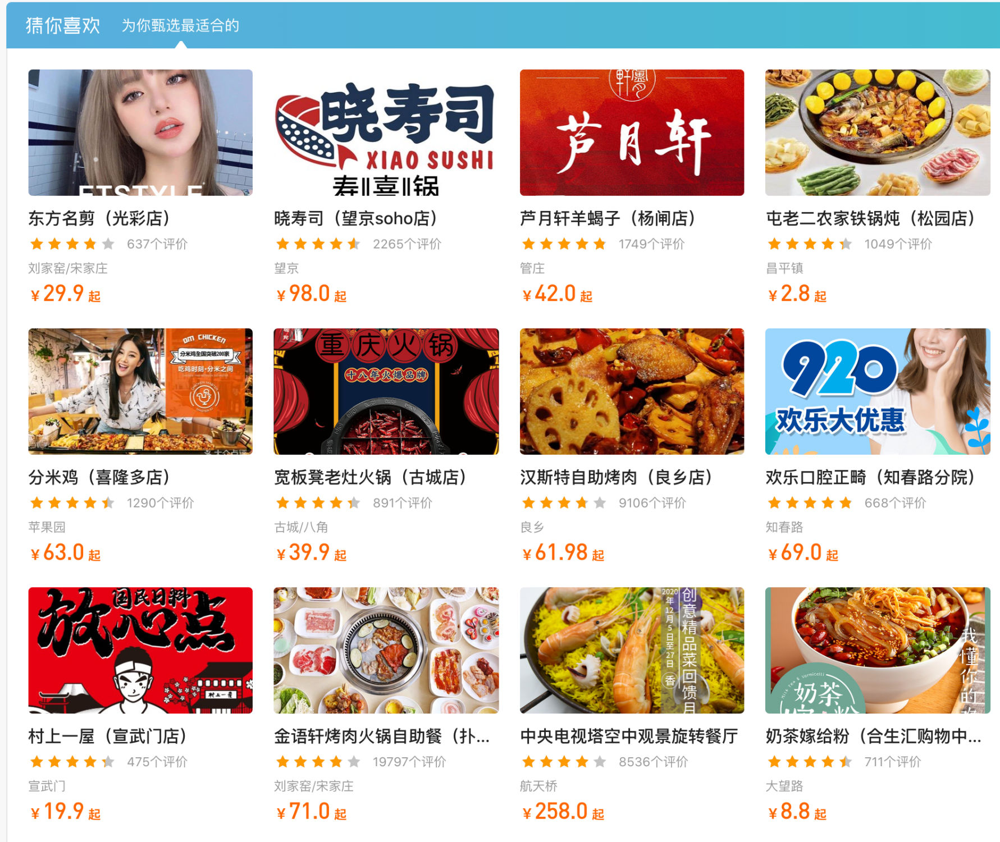 猜你喜欢 为你甄选最适合的
ETSTYLE
东方名剪（光彩店）
637个评价
刘家窑/宋家庄
¥29.9起
晓寿司
XIAO SUSHI
寿喜锅
晓寿司（望京soho店）
2265个评价
望京
¥98.0起
芦月轩
芦月轩羊蝎子（杨闸店）
1749个评价
管庄
¥42.0起
屯老二农家铁锅炖（松园店）
1049个评价
昌平镇
¥2.8起
OM CHICKEN
分米鸡全国突破200家
吃鸡时刻·分米之间
CHICKEN MASTER
大众点评
分米鸡（喜隆多店）
1290个评价
苹果园
¥63.0起
重庆火锅
十八年火爆品牌
宽板凳老灶火锅（古城店）
891个评价
古城/八角
¥39.9起
汉斯特自助烤肉（良乡店）
9106个评价
良乡
¥61.98起
920
欢乐大优惠
欢乐口腔正畸（知春路分院）
668个评价
知春路
¥69.0起
国民日料
放心点
村上一屋
村上一屋（宣武门店）
475个评价
宣武门
¥19.9起
金语轩烤肉火锅自助餐（扑...
19797个评价
刘家窑/宋家庄
¥71.0起
创意精品菜回馈月
2020年12月5日至27日
香
中央电视塔空中观景旋转餐厅
8536个评价
航天桥
¥258.0起
我懂你的
Milk Tea & Vermicelli
奶茶
嫁给粉
奶茶嫁给粉（合生汇购物中...
711个评价
大望路
¥8.8起